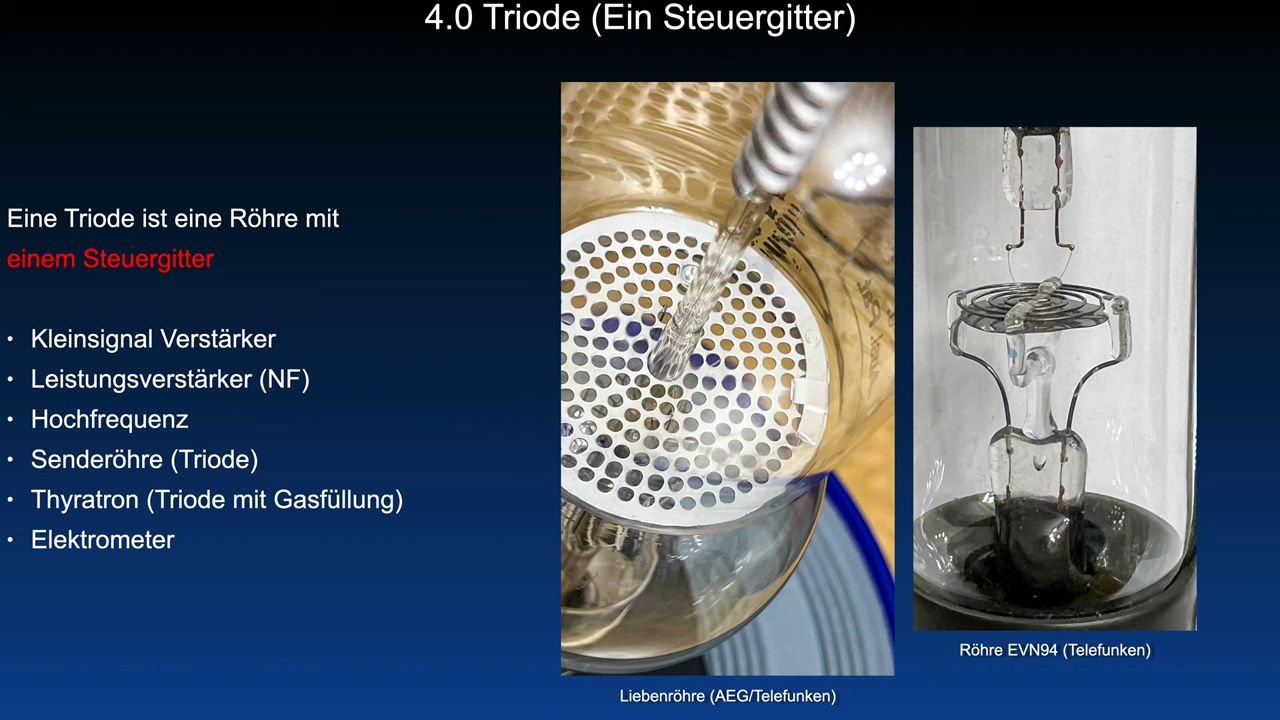 4.0 Triode (Ein Steuergitter)
Eine Triode ist eine Röhre mit
einem Steuergitter
• Kleinsignal Verstärker
• Leistungsverstärker (NF)
• Hochfrequenz
• Senderöhre (Triode)
• Thyratron (Triode mit Gasfüllung)
• Elektrometer
Röhre EVN94 (Telefunken)
Liebenröhre (AEG/Telefunken)